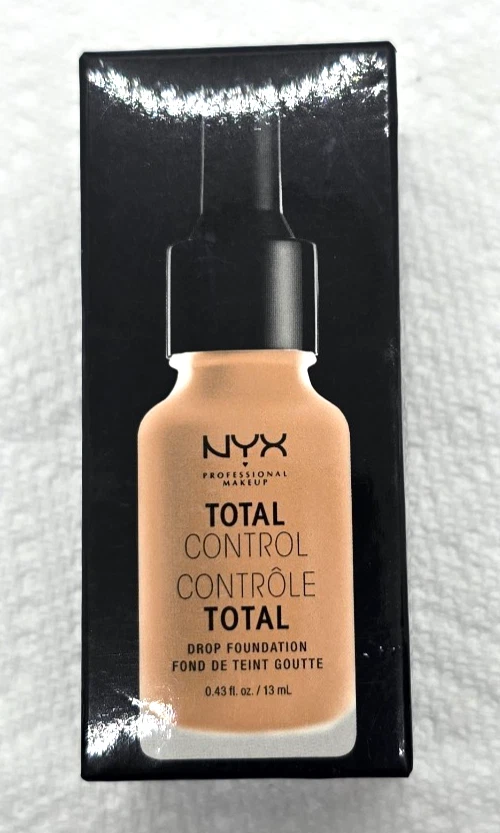 NYX
PROFESSIONAL
MAKEUP
TOTAL
CONTROL
CONTRÔLE
TOTAL
DROP FOUNDATION
FOND DE TEINT GOUTTE
0.43 fl. oz. / 13 mL